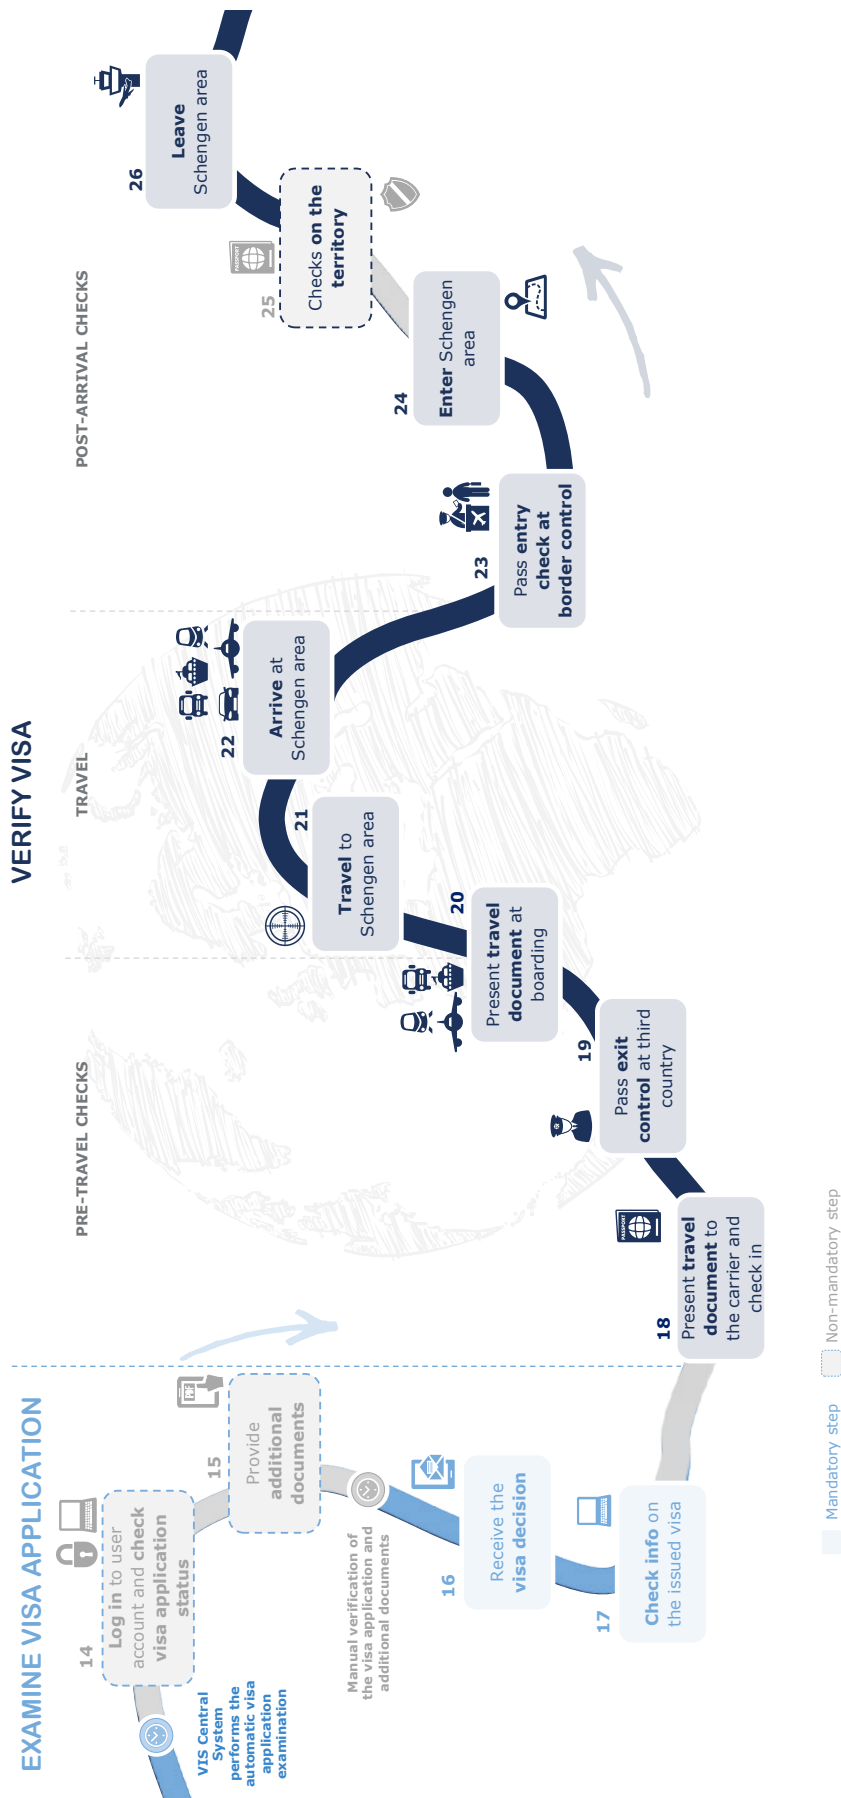 EXAMINE VISA APPLICATION
VIS Central
System
performs the
automatic visa
application
examination
14
Log in to user
account and check
visa application
status
15
Provide
additional
documents
PDF
Manual verification of
the visa application and
additional documents
16
Receive the
visa decision
17
Check info on
the issued visa
VERIFY VISA
PRE-TRAVEL CHECKS
18
Present travel
document to
the carrier and
check in
PASSPORT
19
Pass exit
control at third
country
20
Present travel
document at
boarding
TRAVEL
21
Travel to
Schengen area
22
Arrive at
Schengen area
POST-ARRIVAL CHECKS
23
Pass entry
check at
border control
24
Enter Schengen
area
25
Checks on the
territory
PASSPORT
26
Leave
Schengen area
Mandatory step
Non-mandatory step